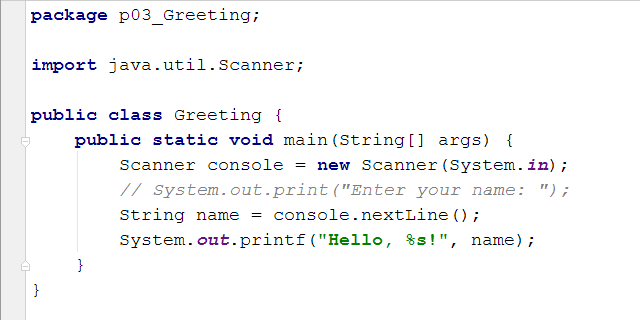 package p03_Greeting;
import java.util.Scanner;
public class Greeting {
public static void main(String[] args) {
Scanner console = new Scanner(System.in);
// System.out.print("Enter your name: ");
String name = console.nextLine();
System.out.printf("Hello, %s!", name);
}
}